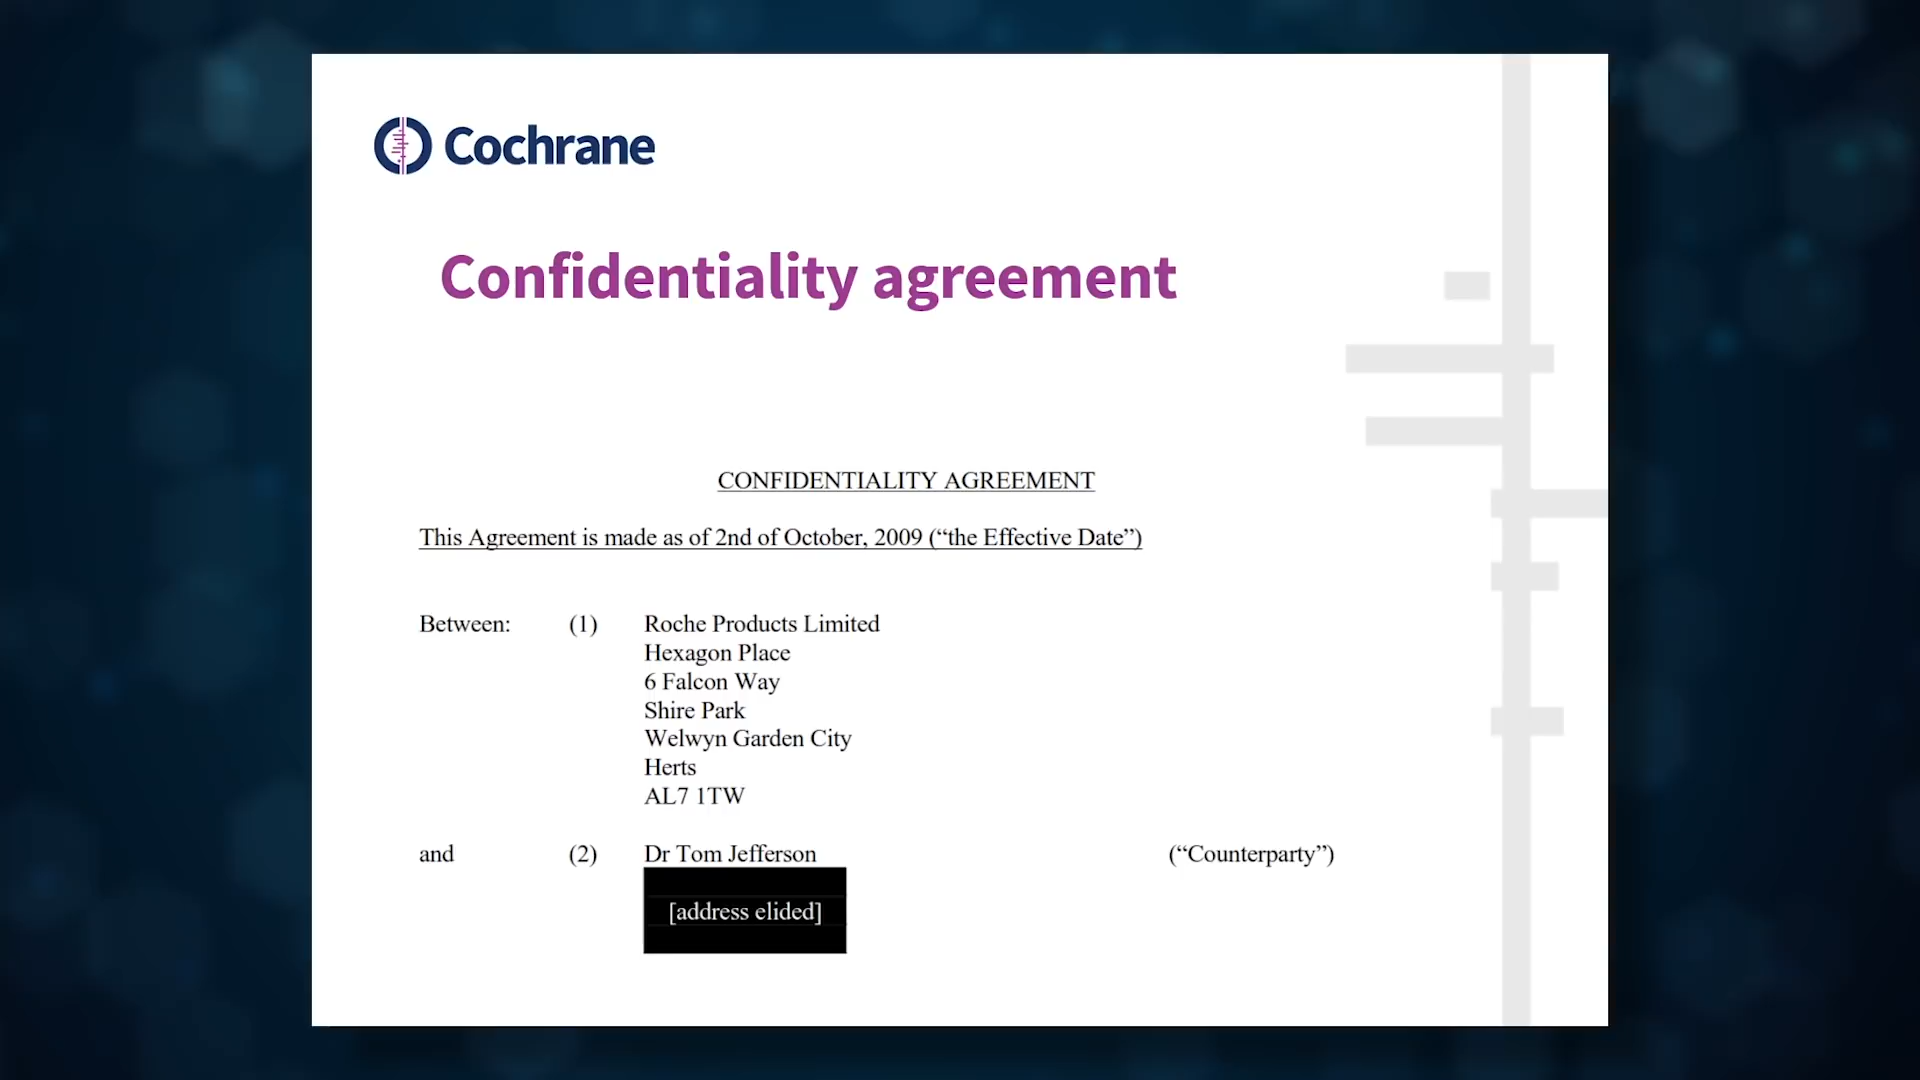 Cochrane
Confidentiality agreement
CONFIDENTIALITY AGREEMENT
This Agreement is made as of 2nd of October, 2009 (“the Effective Date”)
Between: (1) Roche Products Limited
Hexagon Place
6 Falcon Way
Shire Park
Welwyn Garden City
Herts
AL7 1TW
and (2) Dr Tom Jefferson (“Counterparty”)
[address elided]